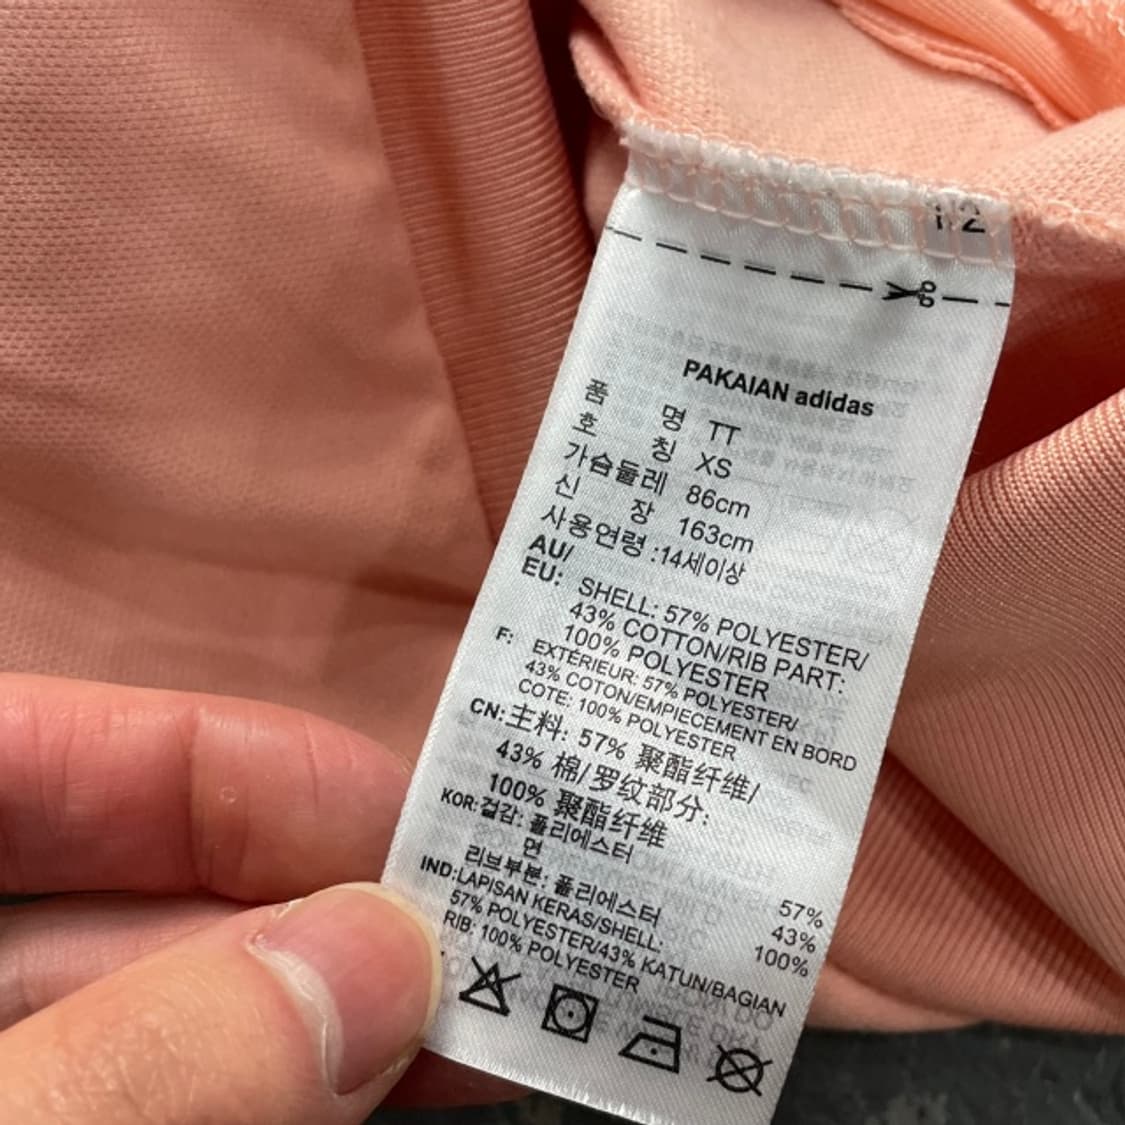 PAKAIAN adidas
품 명 TT
호 칭 XS
가슴둘레 86cm
신 장 163cm
사용연령 :14세이상
AU/
EU: SHELL: 57% POLYESTER/
43% COTTON/RIB PART:
100% POLYESTER
F: EXTÉRIEUR: 57% POLYESTER/
43% COTON/EMPIECEMENT EN BORD
COTE: 100% POLYESTER
CN:主料: 57% 聚酯纤维/
43% 棉/罗纹部分:
100% 聚酯纤维
KOR:겉감: 폴리에스터 57%
면 43%
리브부분: 폴리에스터 100%
IND:LAPISAN KERAS/SHELL:
57% POLYESTER/43% KATUN/BAGIAN
RIB: 100% POLYESTER